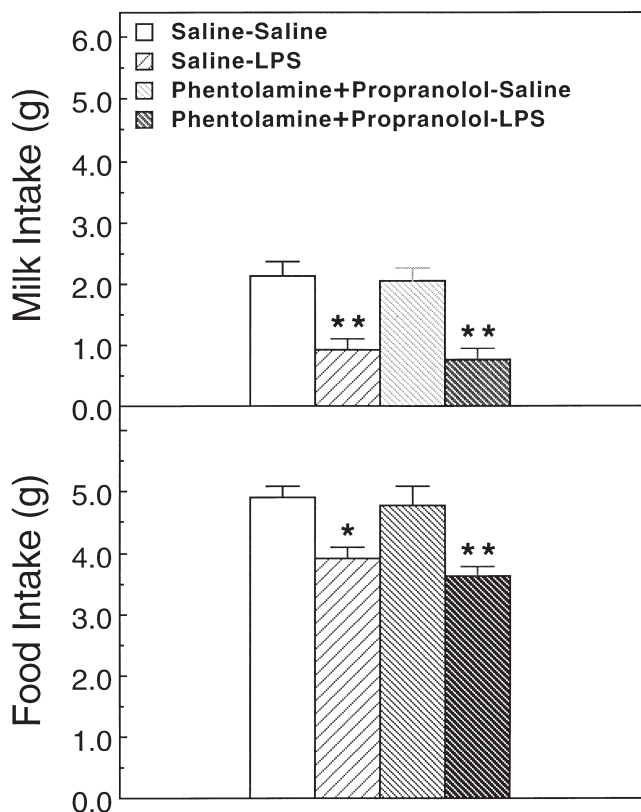 Milk Intake (g)
6.0
5.0
4.0
3.0
2.0
1.0
0.0
Saline-Saline
Saline-LPS
Phentolamine+Propranolol-Saline
Phentolamine+Propranolol-LPS
**
**
Food Intake (g)
5.0
4.0
3.0
2.0
1.0
0.0
*
**